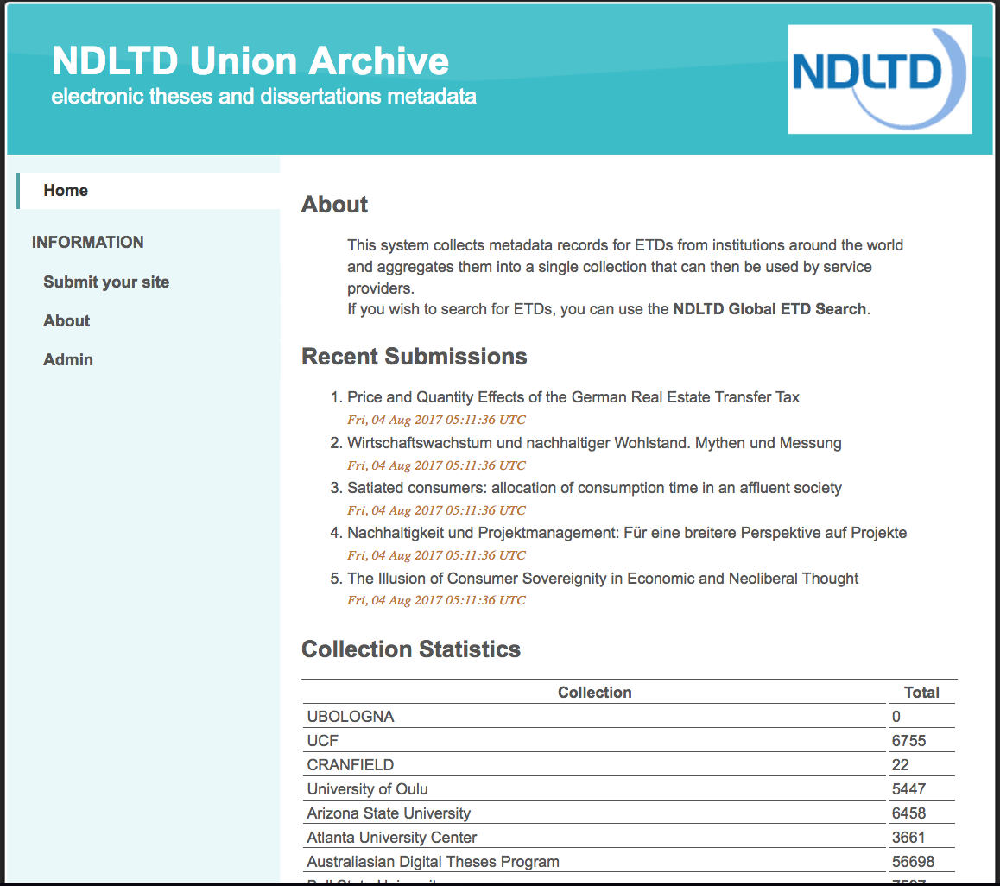 NDLTD Union Archive
electronic theses and dissertations metadata
NDLTD
Home
INFORMATION
Submit your site
About
Admin
About
This system collects metadata records for ETDs from institutions around the world
and aggregates them into a single collection that can then be used by service
providers.
If you wish to search for ETDs, you can use the NDLTD Global ETD Search.
Recent Submissions
1. Price and Quantity Effects of the German Real Estate Transfer Tax
Fri, 04 Aug 2017 05:11:36 UTC
2. Wirtschaftswachstum und nachhaltiger Wohlstand. Mythen und Messung
Fri, 04 Aug 2017 05:11:36 UTC
3. Satiated consumers: allocation of consumption time in an affluent society
Fri, 04 Aug 2017 05:11:36 UTC
4. Nachhaltigkeit und Projektmanagement: Für eine breitere Perspektive auf Projekte
Fri, 04 Aug 2017 05:11:36 UTC
5. The Illusion of Consumer Sovereignity in Economic and Neoliberal Thought
Fri, 04 Aug 2017 05:11:36 UTC
Collection Statistics
Collection Total
UBOLOGNA 0
UCF 6755
CRANFIELD 22
University of Oulu 5447
Arizona State University 6458
Atlanta University Center 3661
Australiasian Digital Theses Program 56698